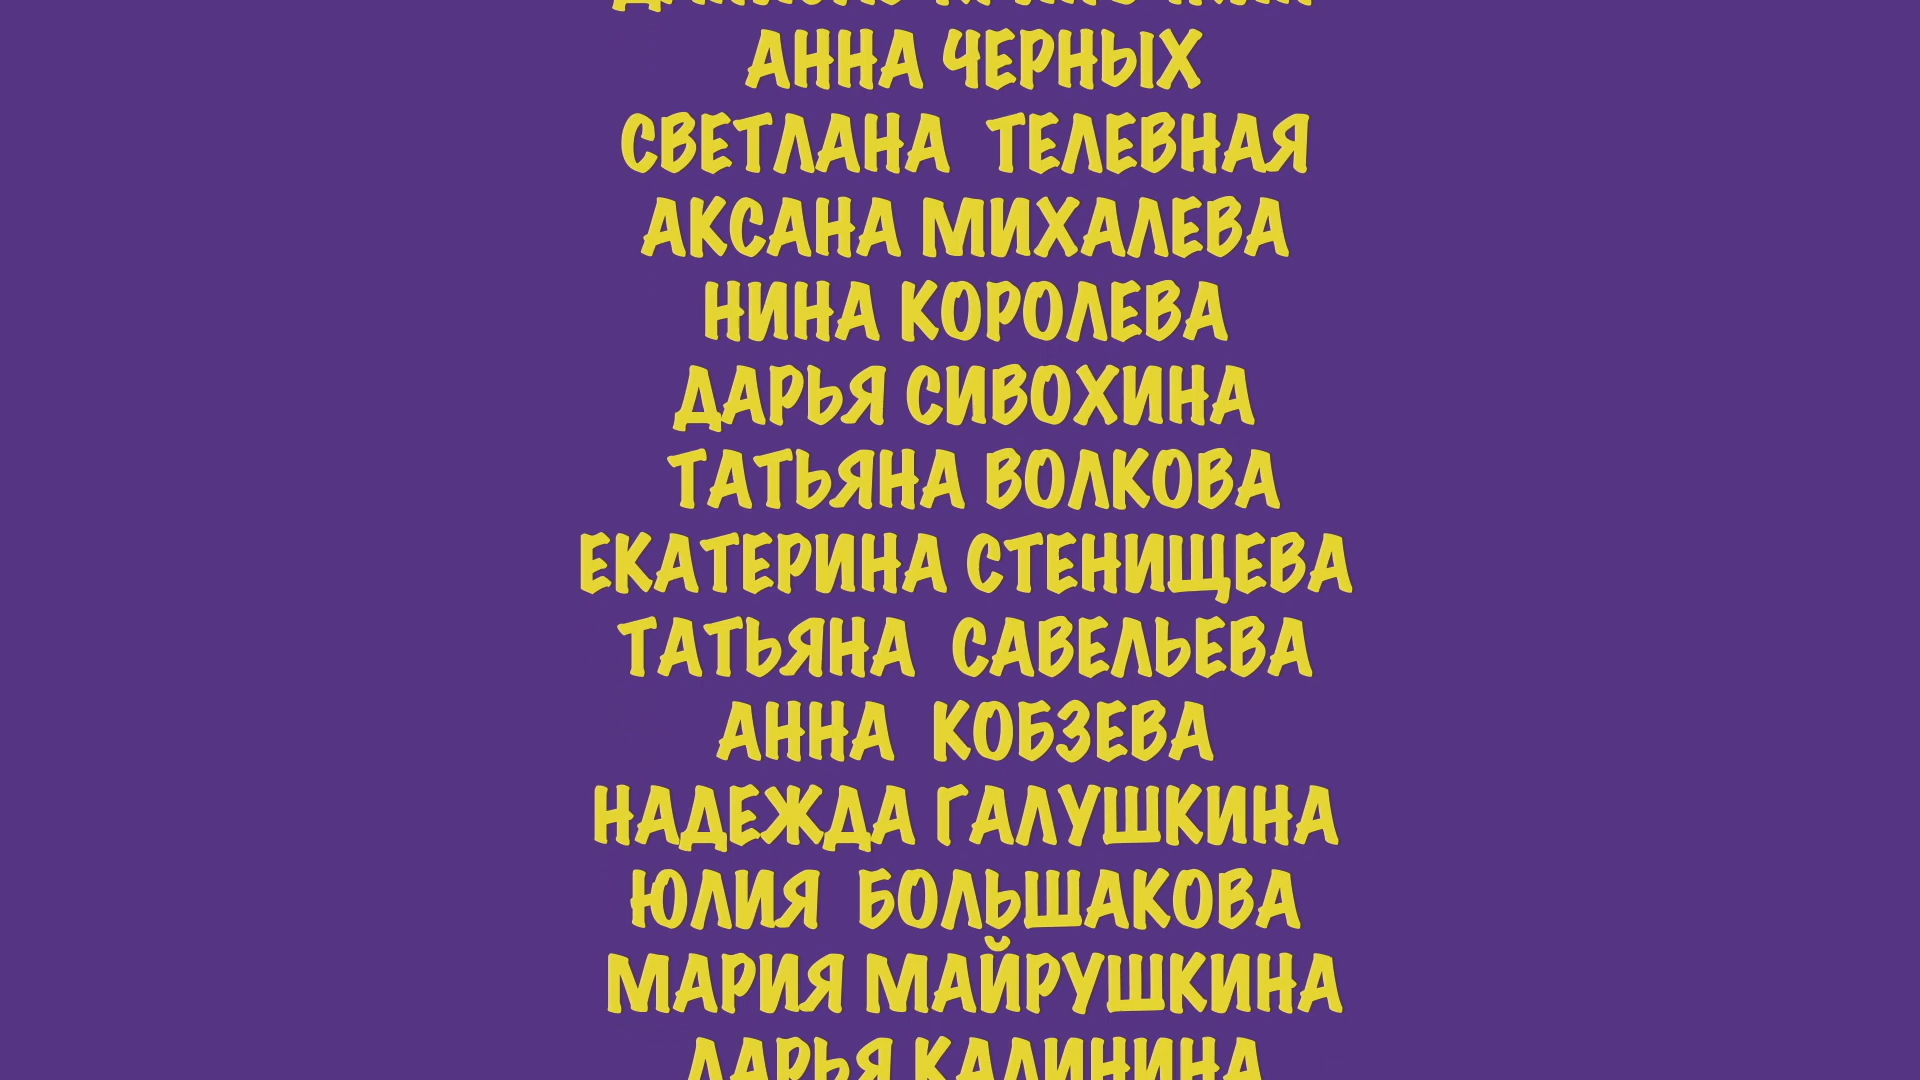 АННА ЧЕРНЫХ
СВЕТЛАНА ТЕЛЕВНАЯ
АКСАНА МИХАЛЕВА
НИНА КОРОЛЕВА
ДАРЬЯ СИВОХИНА
ТАТЬЯНА ВОЛКОВА
ЕКАТЕРИНА СТЕНИЩЕВА
ТАТЬЯНА САВЕЛЬЕВА
АННА КОБЗЕВА
НАДЕЖДА ГАЛУШКИНА
ЮЛИЯ БОЛЬШАКОВА
МАРИЯ МАЙРУШКИНА
ДАРЬЯ КАЛИНИНА